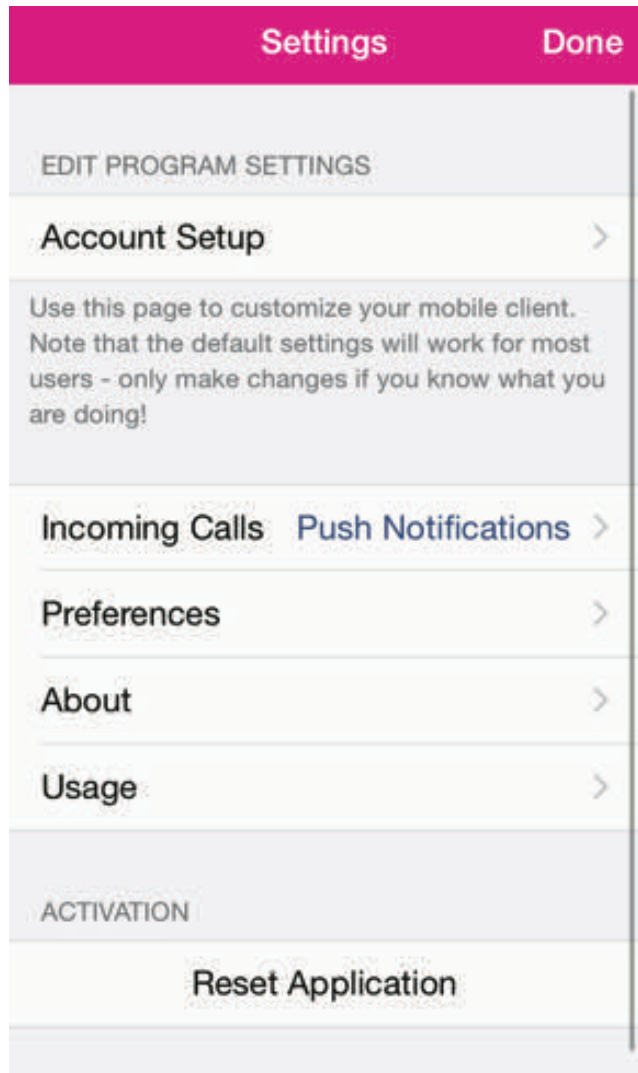 Settings Done
EDIT PROGRAM SETTINGS
Account Setup
Use this page to customize your mobile client.
Note that the default settings will work for most
users - only make changes if you know what you
are doing!
Incoming Calls Push Notifications
Preferences
About
Usage
ACTIVATION
Reset Application